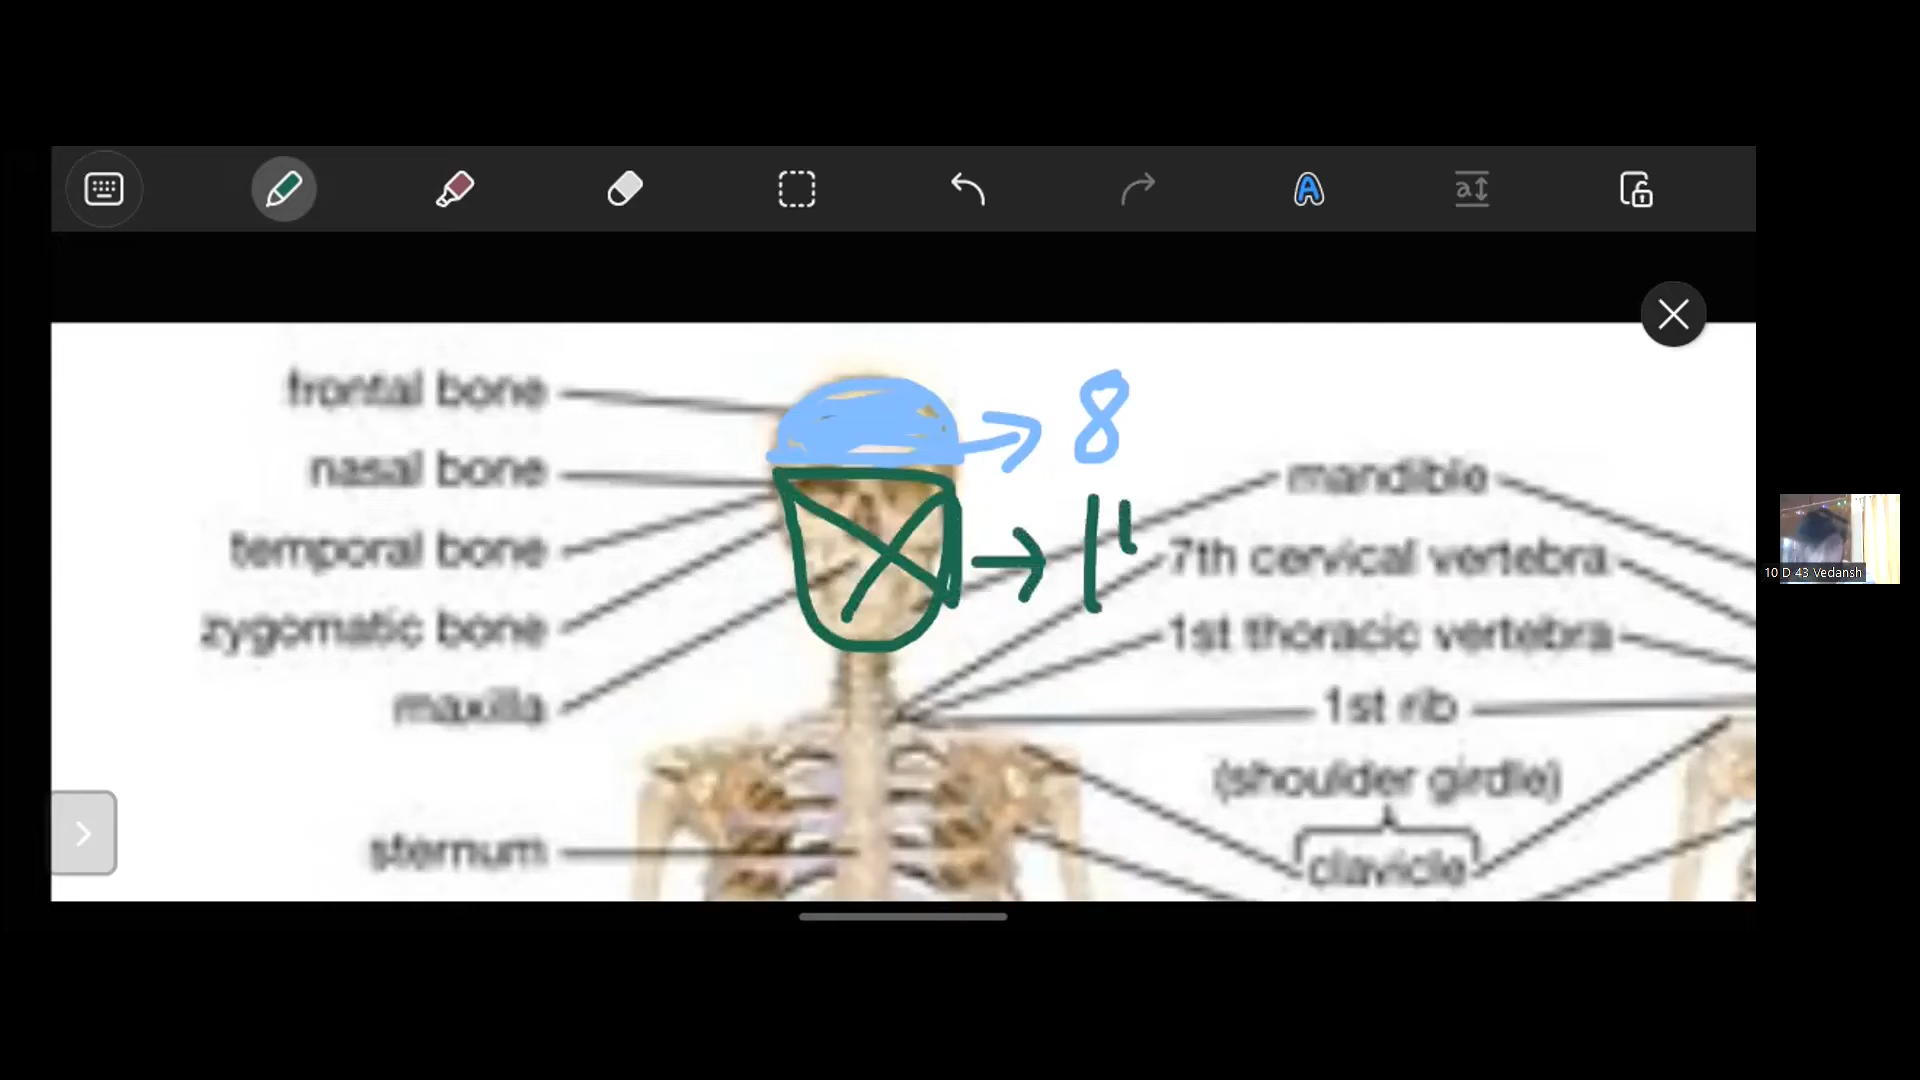 frontal bone
nasal bone
temporal bone
zygomatic bone
maxilla
sternum
8
mandible
7th cervical vertebra
1st thoracic vertebra
1st rib
(shoulder girdle)
clavicle
10 D 43 Vedansh